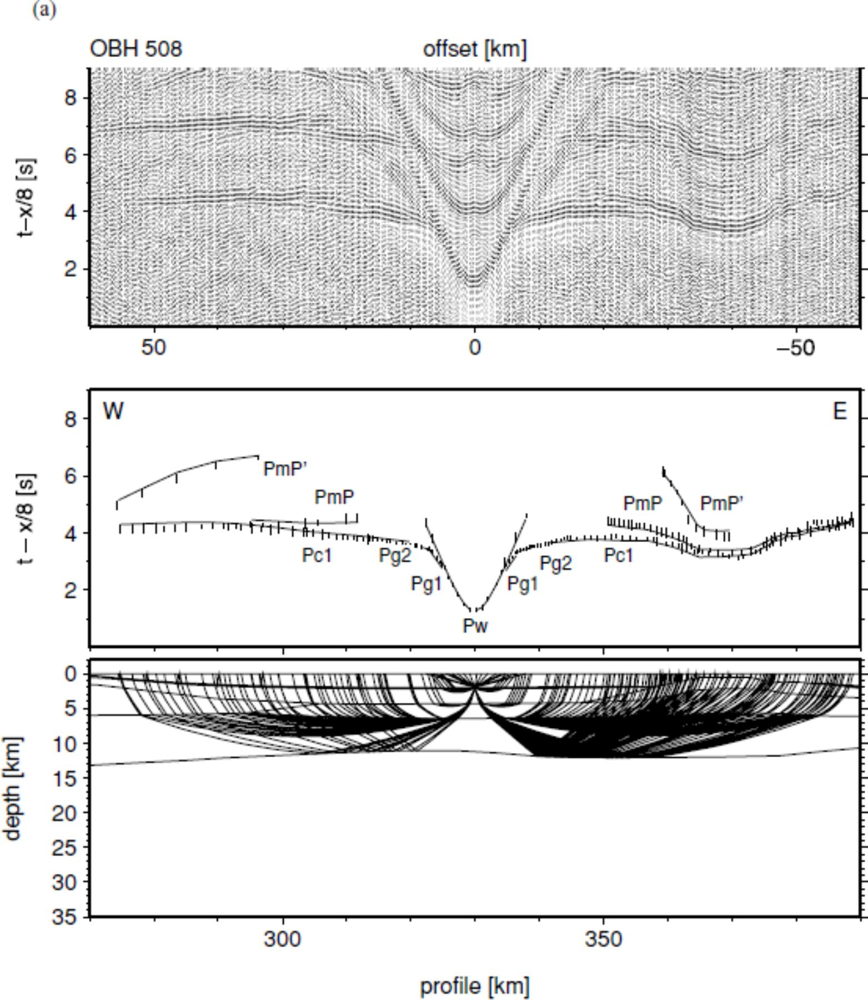 (a)
OBH 508 offset [km]
8
6
4
2
t–x/8 [s]
50 0 –50
W E
8
6
4
2
t – x/8 [s]
PmP'
PmP
PmP PmP'
Pc1 Pg2 Pg2 Pc1
Pg1 Pg1
Pw
0
5
10
15
20
25
30
35
depth [km]
300 350
profile [km]